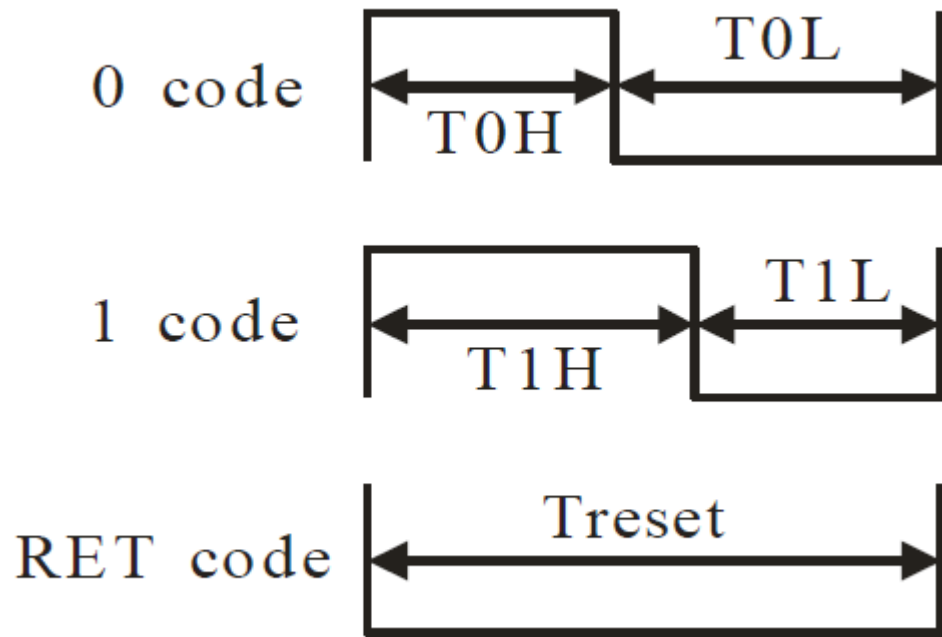 0 code
T0H
T0L
1 code
T1H
T1L
RET code
Treset